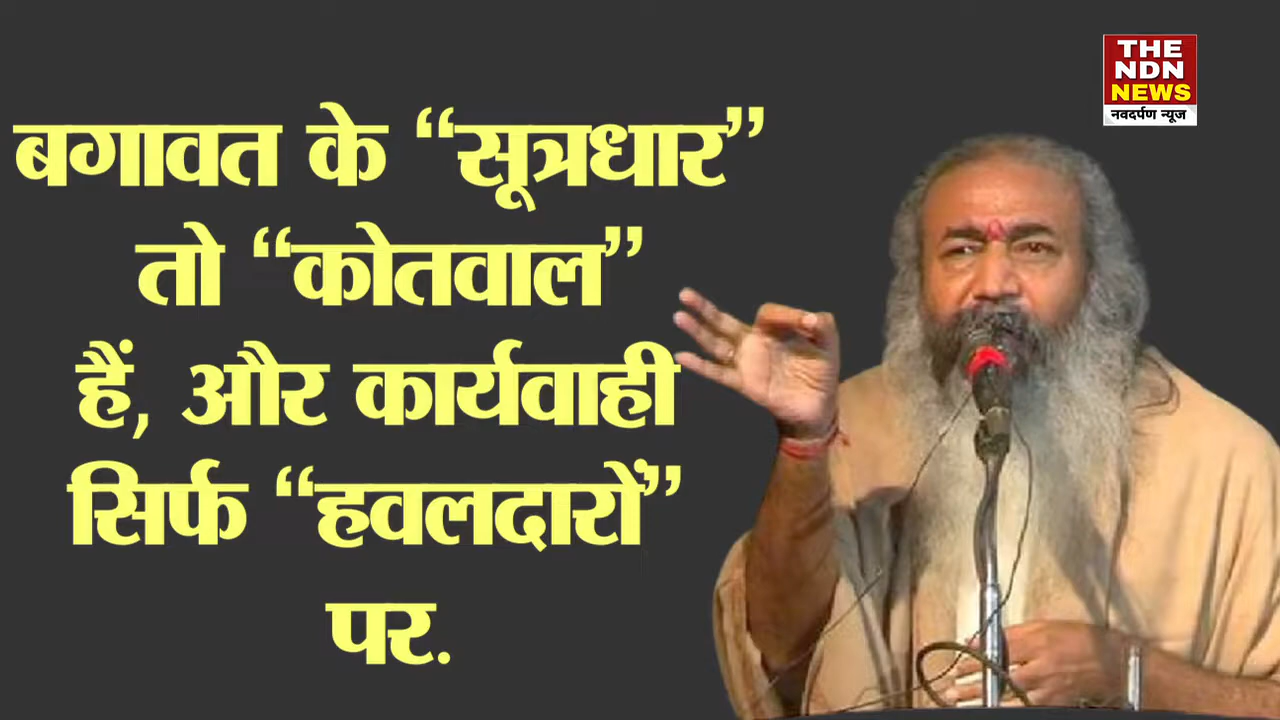 THE
NDN
NEWS
नवदर्पण न्यूज
बगावत के “सूत्रधार”
तो “कोतवाल”
हैं, और कार्यवाही
सिर्फ “हवलदारों”
पर.